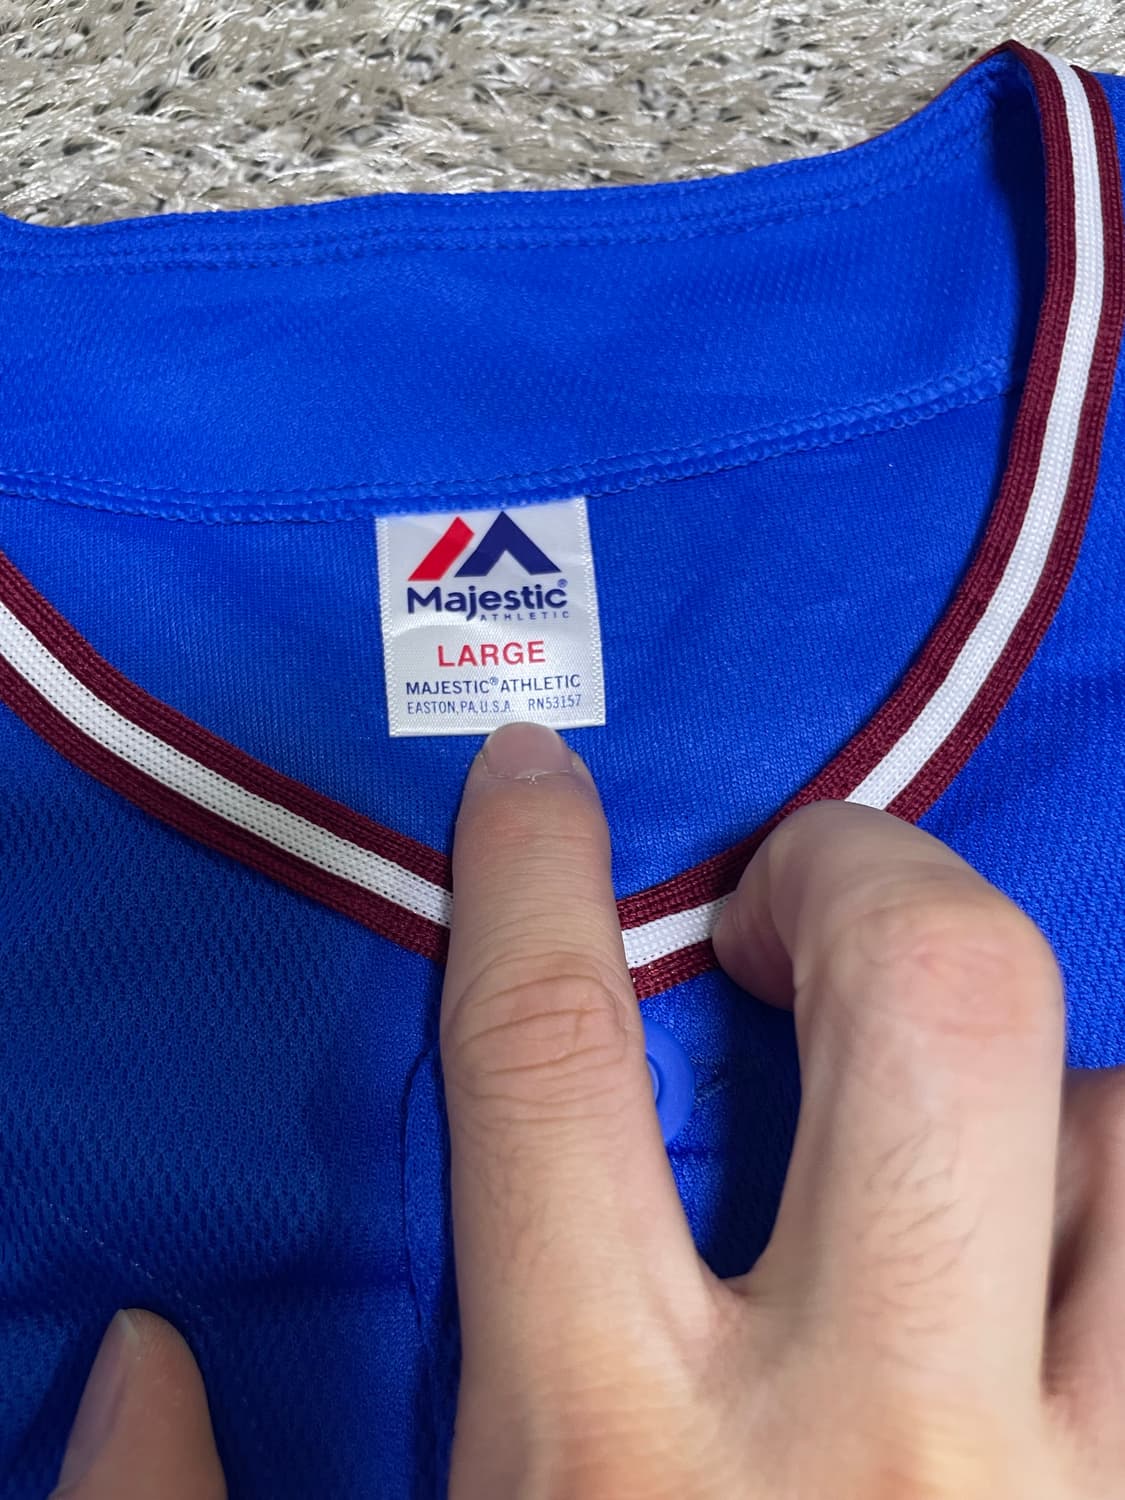 Majestic®
ATHLETIC
LARGE
MAJESTIC® ATHLETIC
EASTON, PA, U.S.A. RN53157